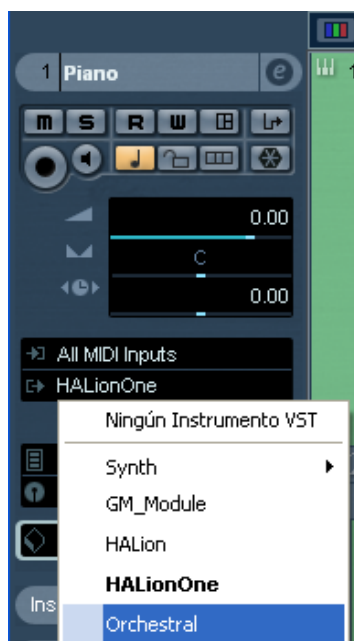 1 Piano e
1
m S R W
0.00
C
0.00
All MIDI Inputs
HALionOne
Ningún Instrumento VST
Synth
GM_Module
HALion
HALionOne
Ins
Orchestral